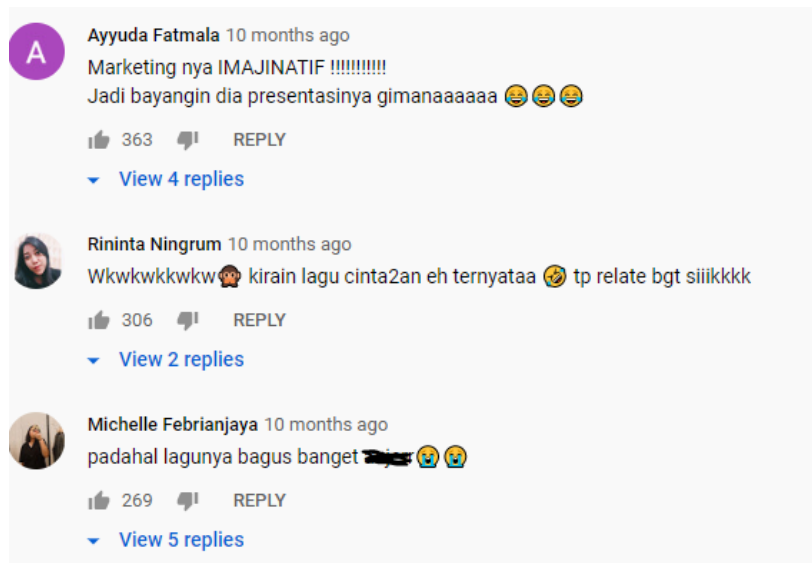 A
Ayyuda Fatmala 10 months ago
Marketing nya IMAJINATIF !!!!!!!!!!!
Jadi bayangin dia presentasinya gimanaaaaaa 😂😂😂
363 REPLY
View 4 replies
Rininta Ningrum 10 months ago
Wkwkwkkwkw🙊 kirain lagu cinta2an eh ternyataa 🤣 tp relate bgt siiikkkk
306 REPLY
View 2 replies
Michelle Febrianjaya 10 months ago
padahal lagunya bagus banget 😭😭
269 REPLY
View 5 replies